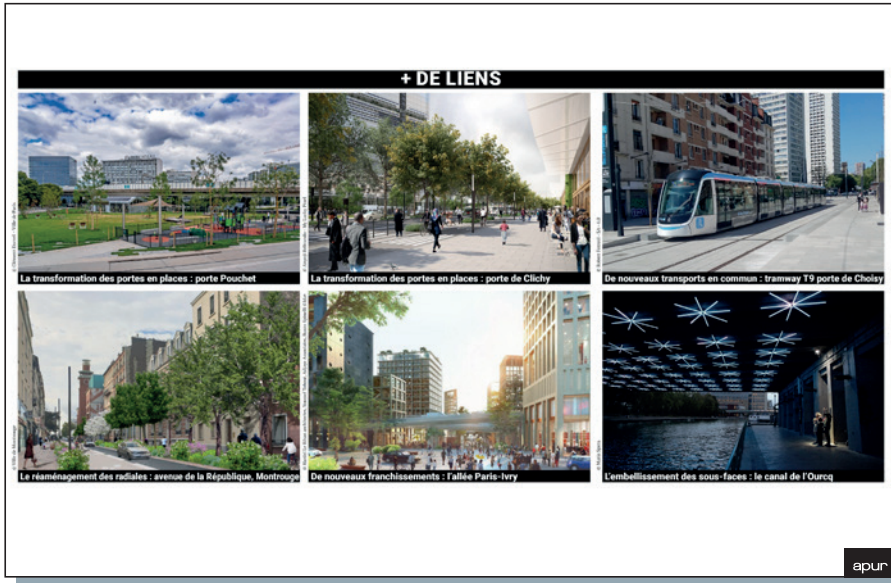 + DE LIENS
La transformation des portes en places : porte Pouchet
La transformation des portes en places : porte de Clichy
De nouveaux transports en commun : tramway T9 porte de Choisy
Le réaménagement des radiales : avenue de la République, Montrouge
De nouveaux franchissements : l'allée Paris-Ivry
L'embellissement des sous-faces : le canal de l'Ourcq
apur